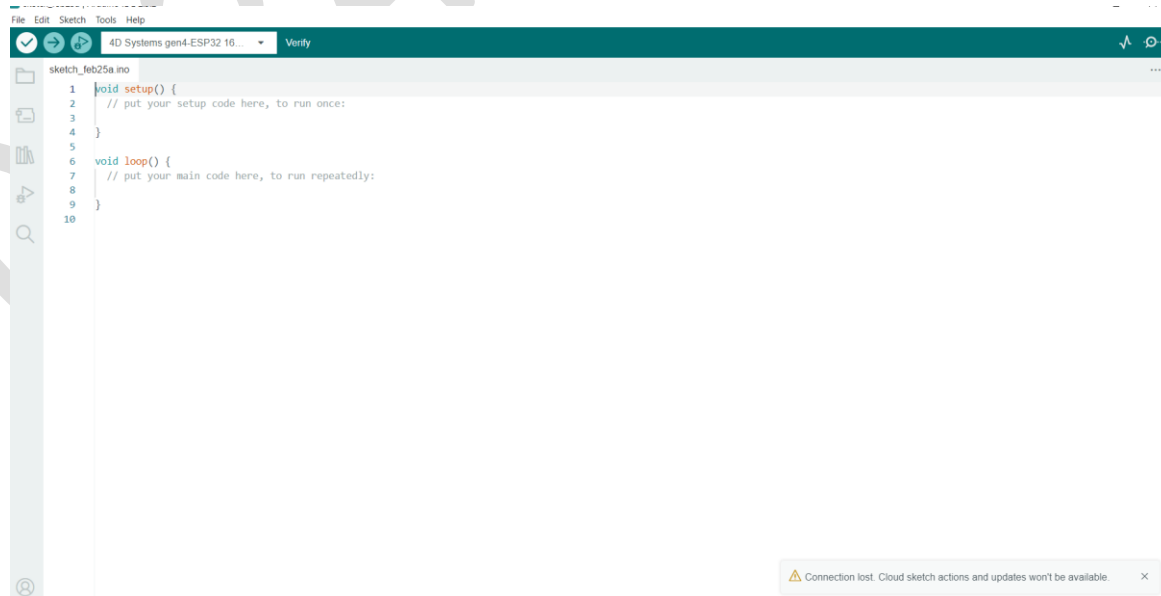 File Edit Sketch Tools Help
4D Systems gen4-ESP32 16... Verify
sketch_feb25a.ino
1 void setup() {
2 // put your setup code here, to run once:
3
4 }
5
6 void loop() {
7 // put your main code here, to run repeatedly:
8
9 }
10
Connection lost. Cloud sketch actions and updates won't be available.